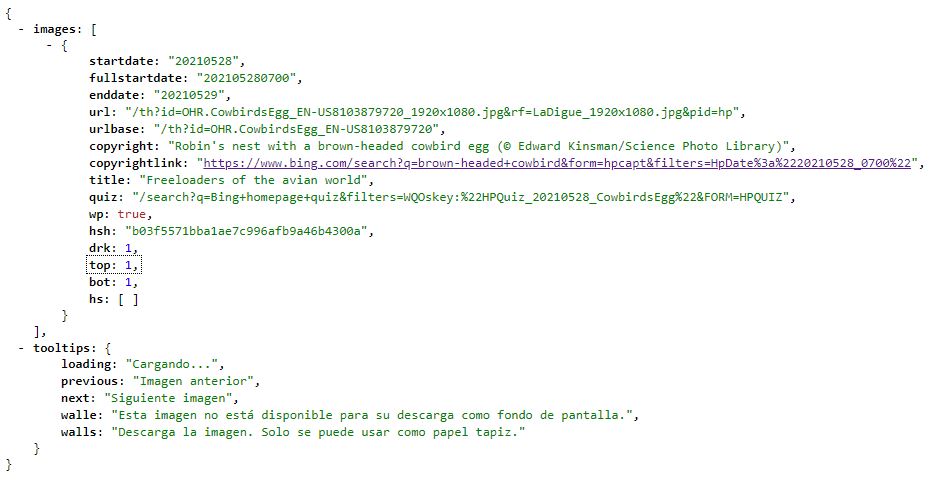 {
- images: [
- {
startdate: "20210528",
fullstartdate: "202105280700",
enddate: "20210529",
url: "/th?id=OHR.CowbirdsEgg_EN-US8103879720_1920x1080.jpg&rf=LaDigue_1920x1080.jpg&pid=hp",
urlbase: "/th?id=OHR.CowbirdsEgg_EN-US8103879720",
copyright: "Robin's nest with a brown-headed cowbird egg (© Edward Kinsman/Science Photo Library)",
copyrightlink: "https://www.bing.com/search?q=brown-headed+cowbird&form=hpcapt&filters=HpDate%3a%2220210528_0700%22",
title: "Freeloaders of the avian world",
quiz: "/search?q=Bing+homepage+quiz&filters=WQOskey:%22HPQuiz_20210528_CowbirdsEgg%22&FORM=HPQUIZ",
wp: true,
hsh: "b03f5571bba1ae7c996afb9a46b4300a",
drk: 1,
top: 1,
bot: 1,
hs: [ ]
}
],
- tooltips: {
loading: "Cargando...",
previous: "Imagen anterior",
next: "Siguiente imagen",
walle: "Esta imagen no está disponible para su descarga como fondo de pantalla.",
walls: "Descarga la imagen. Solo se puede usar como papel tapiz."
}
}